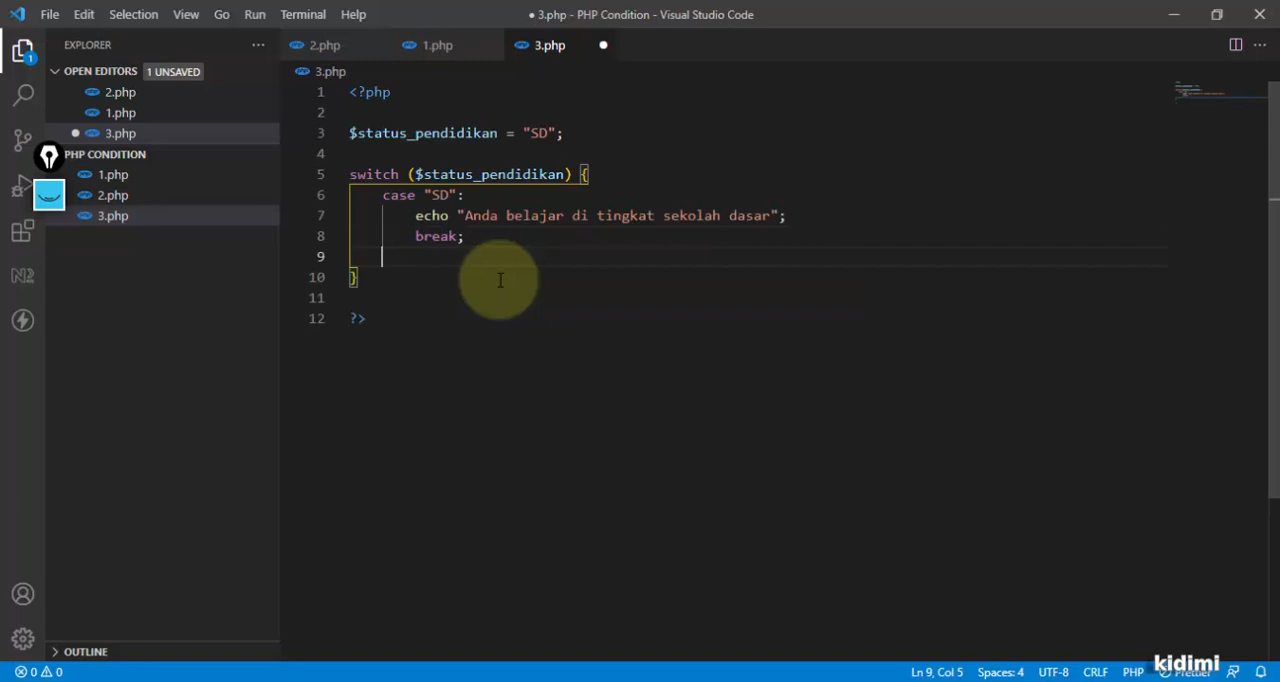 File Edit Selection View Go Run Terminal Help
● 3.php - PHP Condition - Visual Studio Code
EXPLORER
2.php 1.php 3.php
OPEN EDITORS 1 UNSAVED
2.php
1.php
3.php
PHP CONDITION
1.php
2.php
3.php
3.php
1 <?php
2
3 $status_pendidikan = "SD";
4
5 switch ($status_pendidikan) {
6 case "SD":
7 echo "Anda belajar di tingkat sekolah dasar";
8 break;
9
10 }
11
12 ?>
1
OUTLINE
0 0
Ln 9, Col 5 Spaces: 4 UTF-8 CRLF PHP Prettier
kidimi